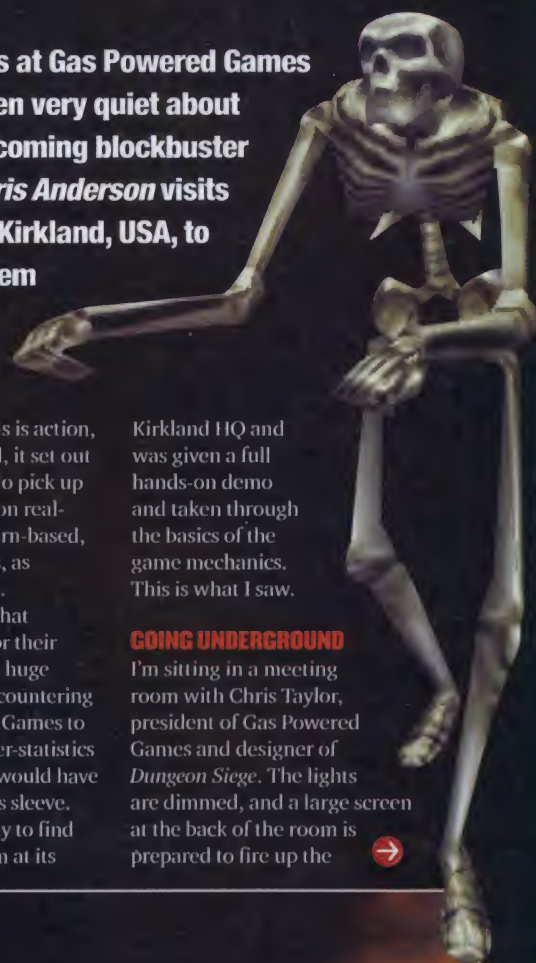 s at Gas Powered Games
en very quiet about
coming blockbuster
ris Anderson visits
Kirkland, USA, to
em
s is action,
l, it set out
o pick up
on real-
rn-based,
, as
.
hat
or their
huge
countering
Games to
er-statistics
would have
s sleeve.
y to find
m at its
Kirkland HQ and
was given a full
hands-on demo
and taken through
the basics of the
game mechanics.
This is what I saw.
GOING UNDERGROUND
I'm sitting in a meeting
room with Chris Taylor,
president of Gas Powered
Games and designer of
Dungeon Siege. The lights
are dimmed, and a large screen
at the back of the room is
prepared to fire up the